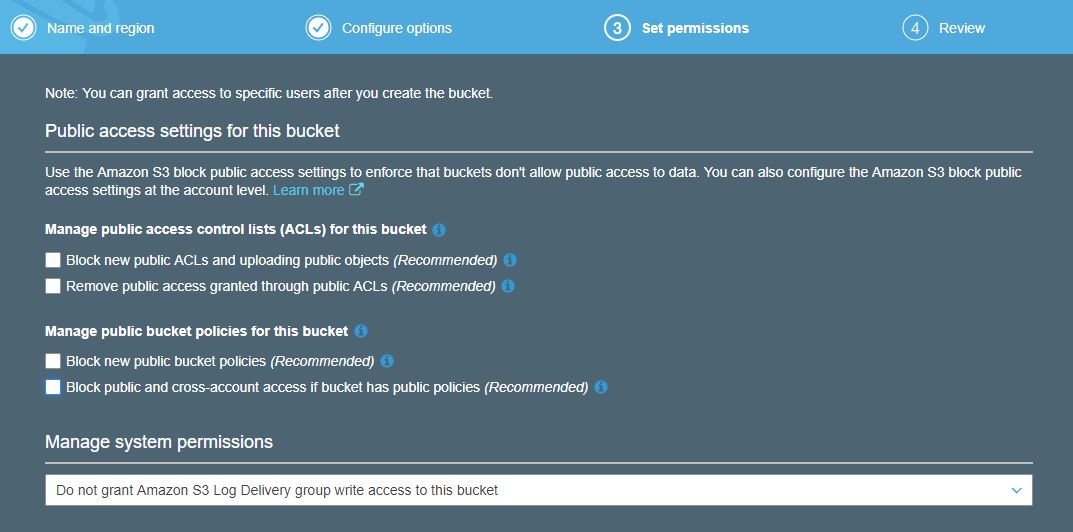 Name and region
Configure options
3 Set permissions
4 Review
Note: You can grant access to specific users after you create the bucket.
Public access settings for this bucket
Use the Amazon S3 block public access settings to enforce that buckets don't allow public access to data. You can also configure the Amazon S3 block public
access settings at the account level. Learn more
Manage public access control lists (ACLs) for this bucket
Block new public ACLs and uploading public objects (Recommended)
Remove public access granted through public ACLs (Recommended)
Manage public bucket policies for this bucket
Block new public bucket policies (Recommended)
Block public and cross-account access if bucket has public policies (Recommended)
Manage system permissions
Do not grant Amazon S3 Log Delivery group write access to this bucket